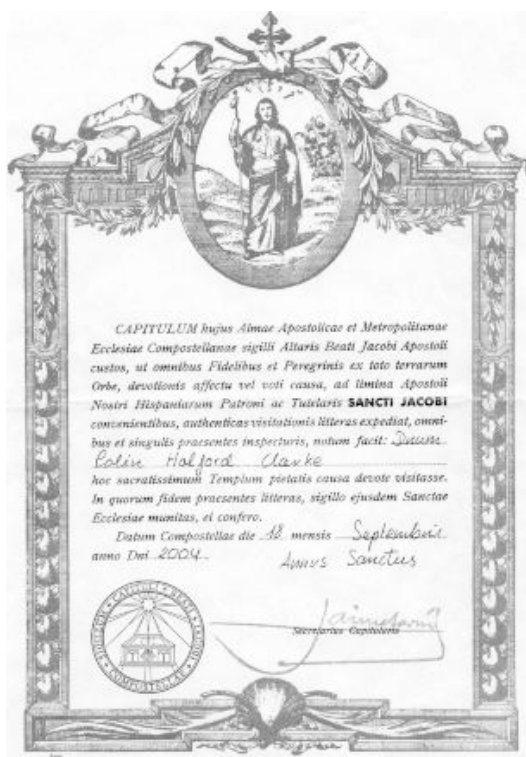 CAPITULUM hujus Almae Apostolicae et Metropolitanae
Ecclesiae Compostellanae sigilli Altaris Beati Jacobi Apostoli
custos, ut omnibus Fidelibus et Peregrinis ex toto terrarum
Orbe, devotionis affectu vel voti causa, ad limina Apostoli
Nostri Hispaniarum Patroni ac Tutelaris SANCTI JACOBI
convenientibus, authenticas visitationis litteras expediat, omni-
bus et singulis praesentes inspecturis, notum facit: Dnum
Colin Halford Clarke
hoc sacratissimum Templum pietatis causa devote visitasse.
In quorum fidem praesentes litteras, sigillo ejusdem Sanctae
Ecclesiae munitas, ei confero.
Datum Compostellae die 18 mensis Septembris
anno Dni 2004
Annus Sanctus
Secretarius Capitularis